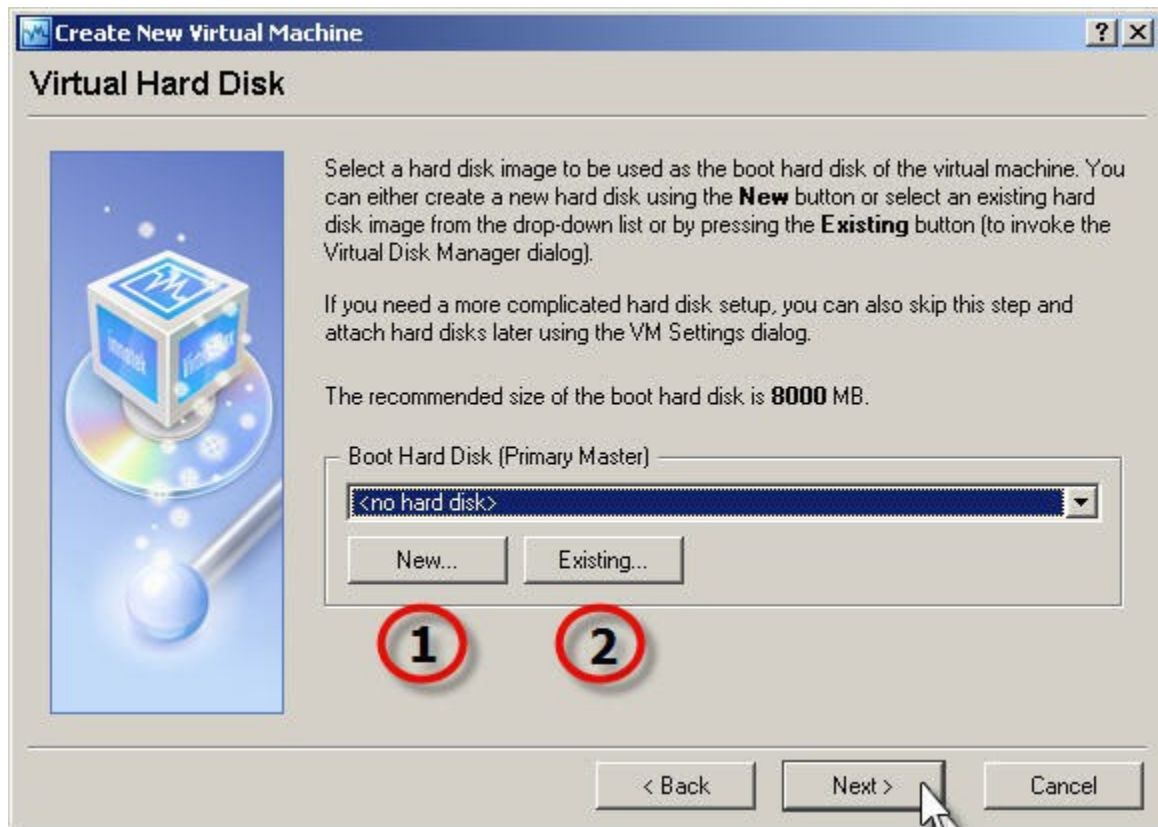 Create New Virtual Machine
Virtual Hard Disk
Select a hard disk image to be used as the boot hard disk of the virtual machine. You
can either create a new hard disk using the New button or select an existing hard
disk image from the drop-down list or by pressing the Existing button (to invoke the
Virtual Disk Manager dialog).
If you need a more complicated hard disk setup, you can also skip this step and
attach hard disks later using the VM Settings dialog.
The recommended size of the boot hard disk is 8000 MB.
innotek
VirtualBox
Boot Hard Disk (Primary Master)
<no hard disk>
New...
Existing...
1
2
< Back
Next >
Cancel